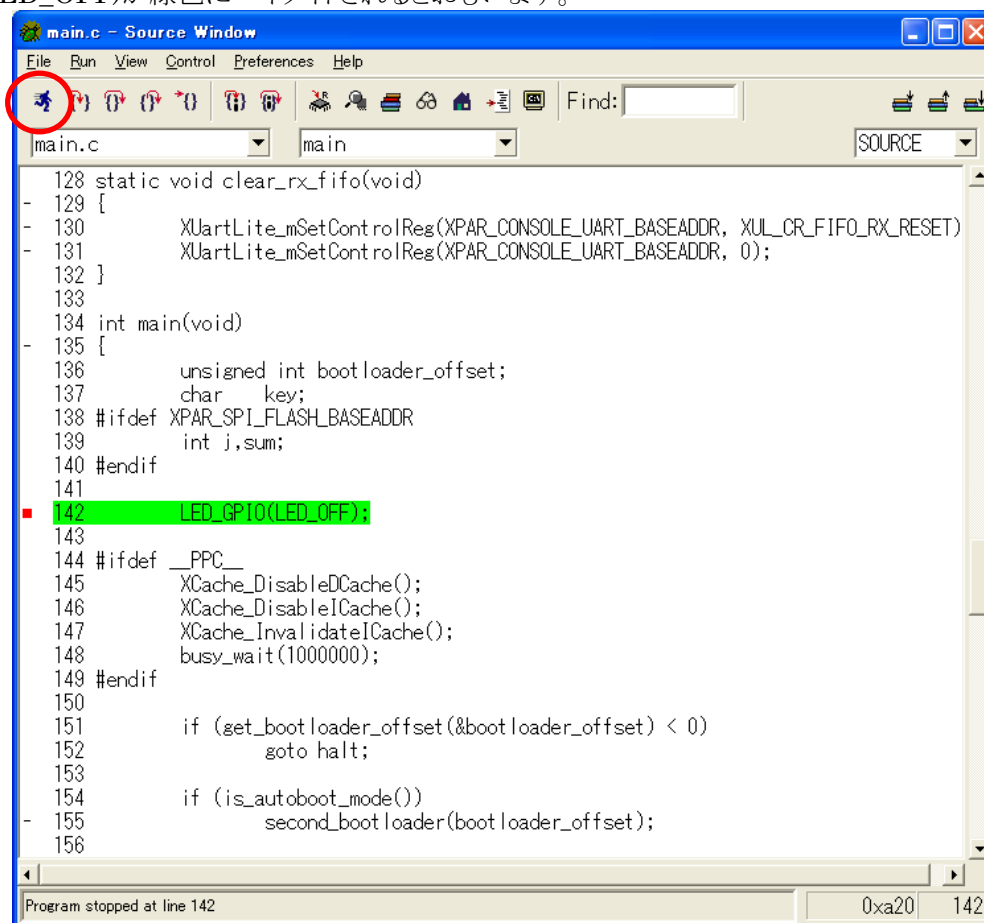 main.c - Source Window
File Run View Control Preferences Help
Find:
main.c main SOURCE
128 static void clear_rx_fifo(void)
- 129 {
- 130 XUartLite_mSetControlReg(XPAR_CONSOLE_UART_BASEADDR, XUL_CR_FIFO_RX_RESET)
- 131 XUartLite_mSetControlReg(XPAR_CONSOLE_UART_BASEADDR, 0);
132 }
133
134 int main(void)
- 135 {
136 unsigned int bootloader_offset;
137 char key;
138 #ifdef XPAR_SPI_FLASH_BASEADDR
139 int j,sum;
140 #endif
141
142 LED_GPIO(LED_OFF);
143
144 #ifdef __PPC__
145 XCache_DisableDCache();
146 XCache_DisableICache();
147 XCache_InvalidateICache();
148 busy_wait(1000000);
149 #endif
150
151 if (get_bootloader_offset(&bootloader_offset) < 0)
152 goto halt;
153
154 if (is_autoboot_mode())
- 155 second_bootloader(bootloader_offset);
156
Program stopped at line 142 0xa20 142